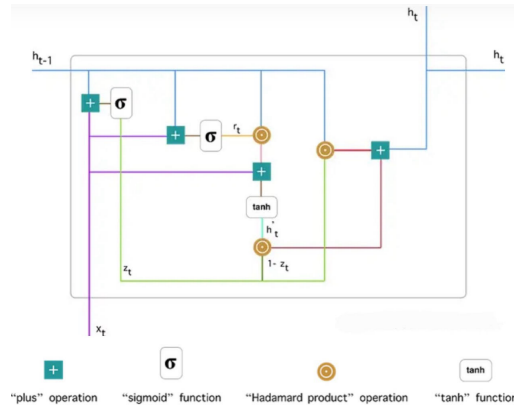 h_t
h_{t-1}
h_t
+
σ
+
σ
r_t
+
tanh
h'_t
1- z_t
z_t
+
x_t
+
σ
tanh
"plus" operation
"sigmoid" function
"Hadamard product" operation
"tanh" function